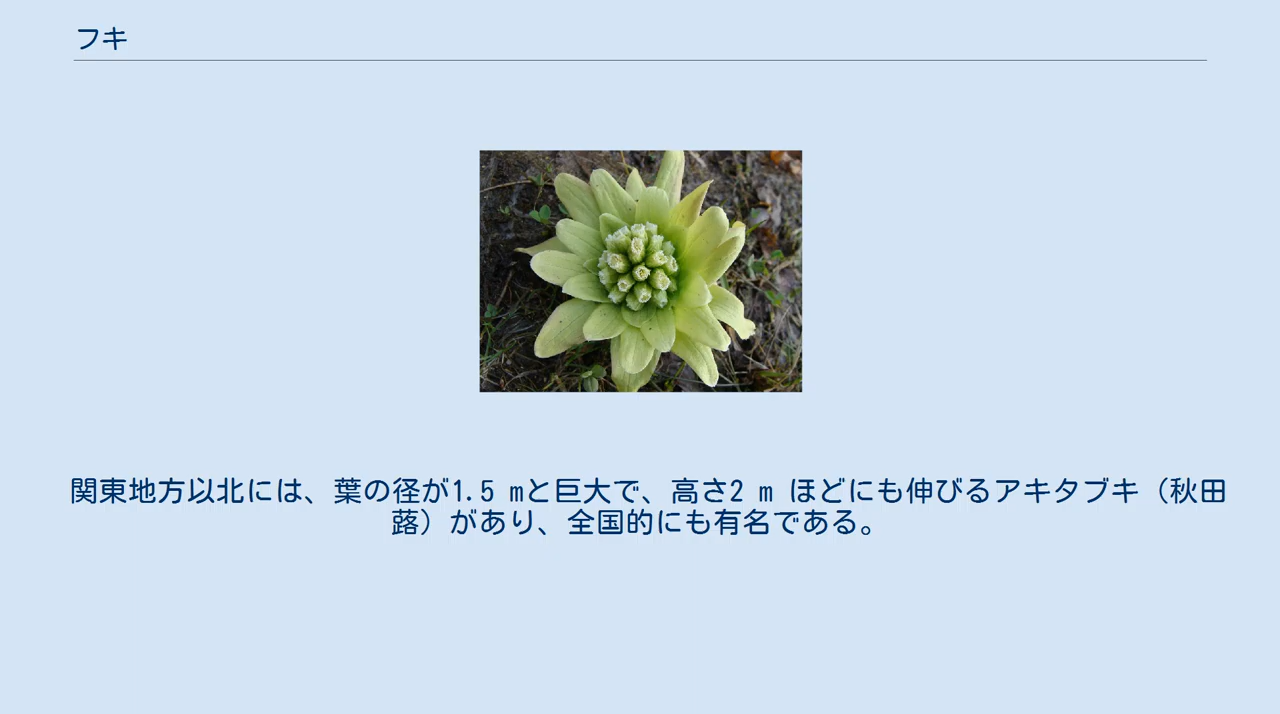 フキ
関東地方以北には、葉の径が1.5 mと巨大で、高さ2 m ほどにも伸びるアキタブキ（秋田
蕗）があり、全国的にも有名である。